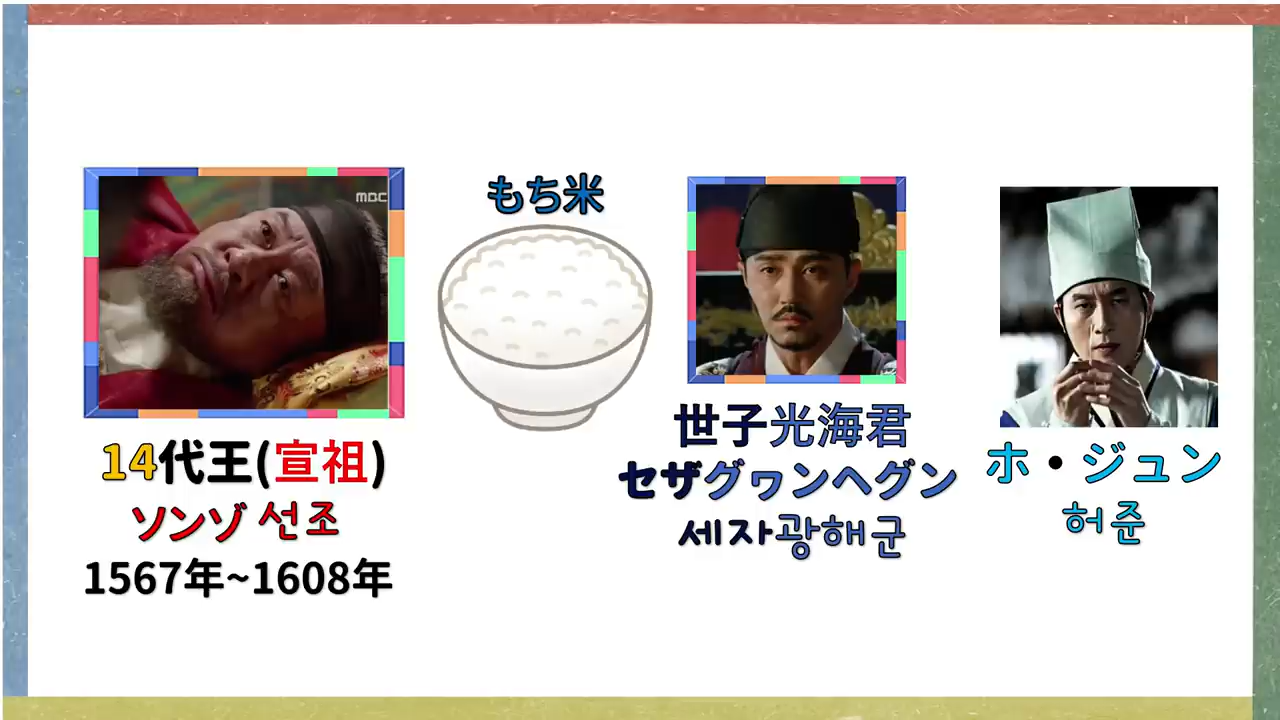 MBC
14代王(宣祖)
ソンゾ 선조
1567年~1608年
もち米
世子光海君
セザグヮンヘグン
세자광해군
ホ・ジュン
허준